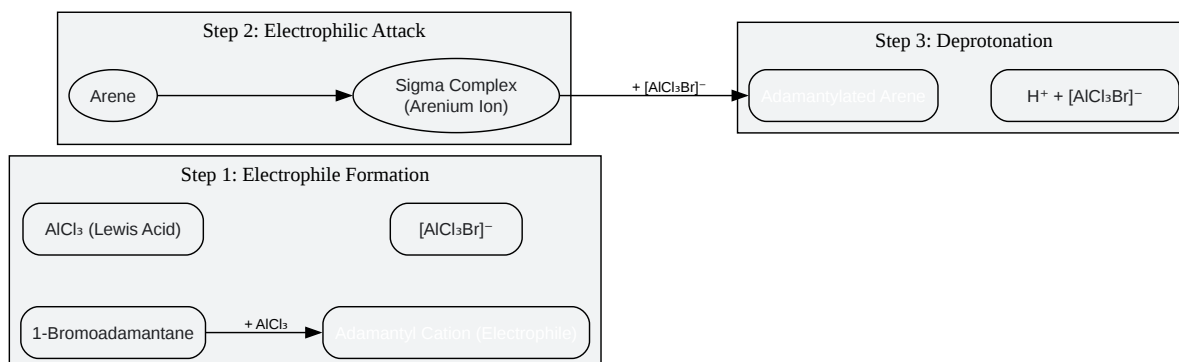 Step 2: Electrophilic Attack
Arene
Sigma Complex
(Arenium Ion)
+ [AlCl₃Br]⁻
Step 3: Deprotonation
Adamantylated Arene
H⁺ + [AlCl₃Br]⁻
Step 1: Electrophile Formation
AlCl₃ (Lewis Acid)
[AlCl₃Br]⁻
1-Bromoadamantane
+ AlCl₃
Adamantyl Cation (Electrophile)